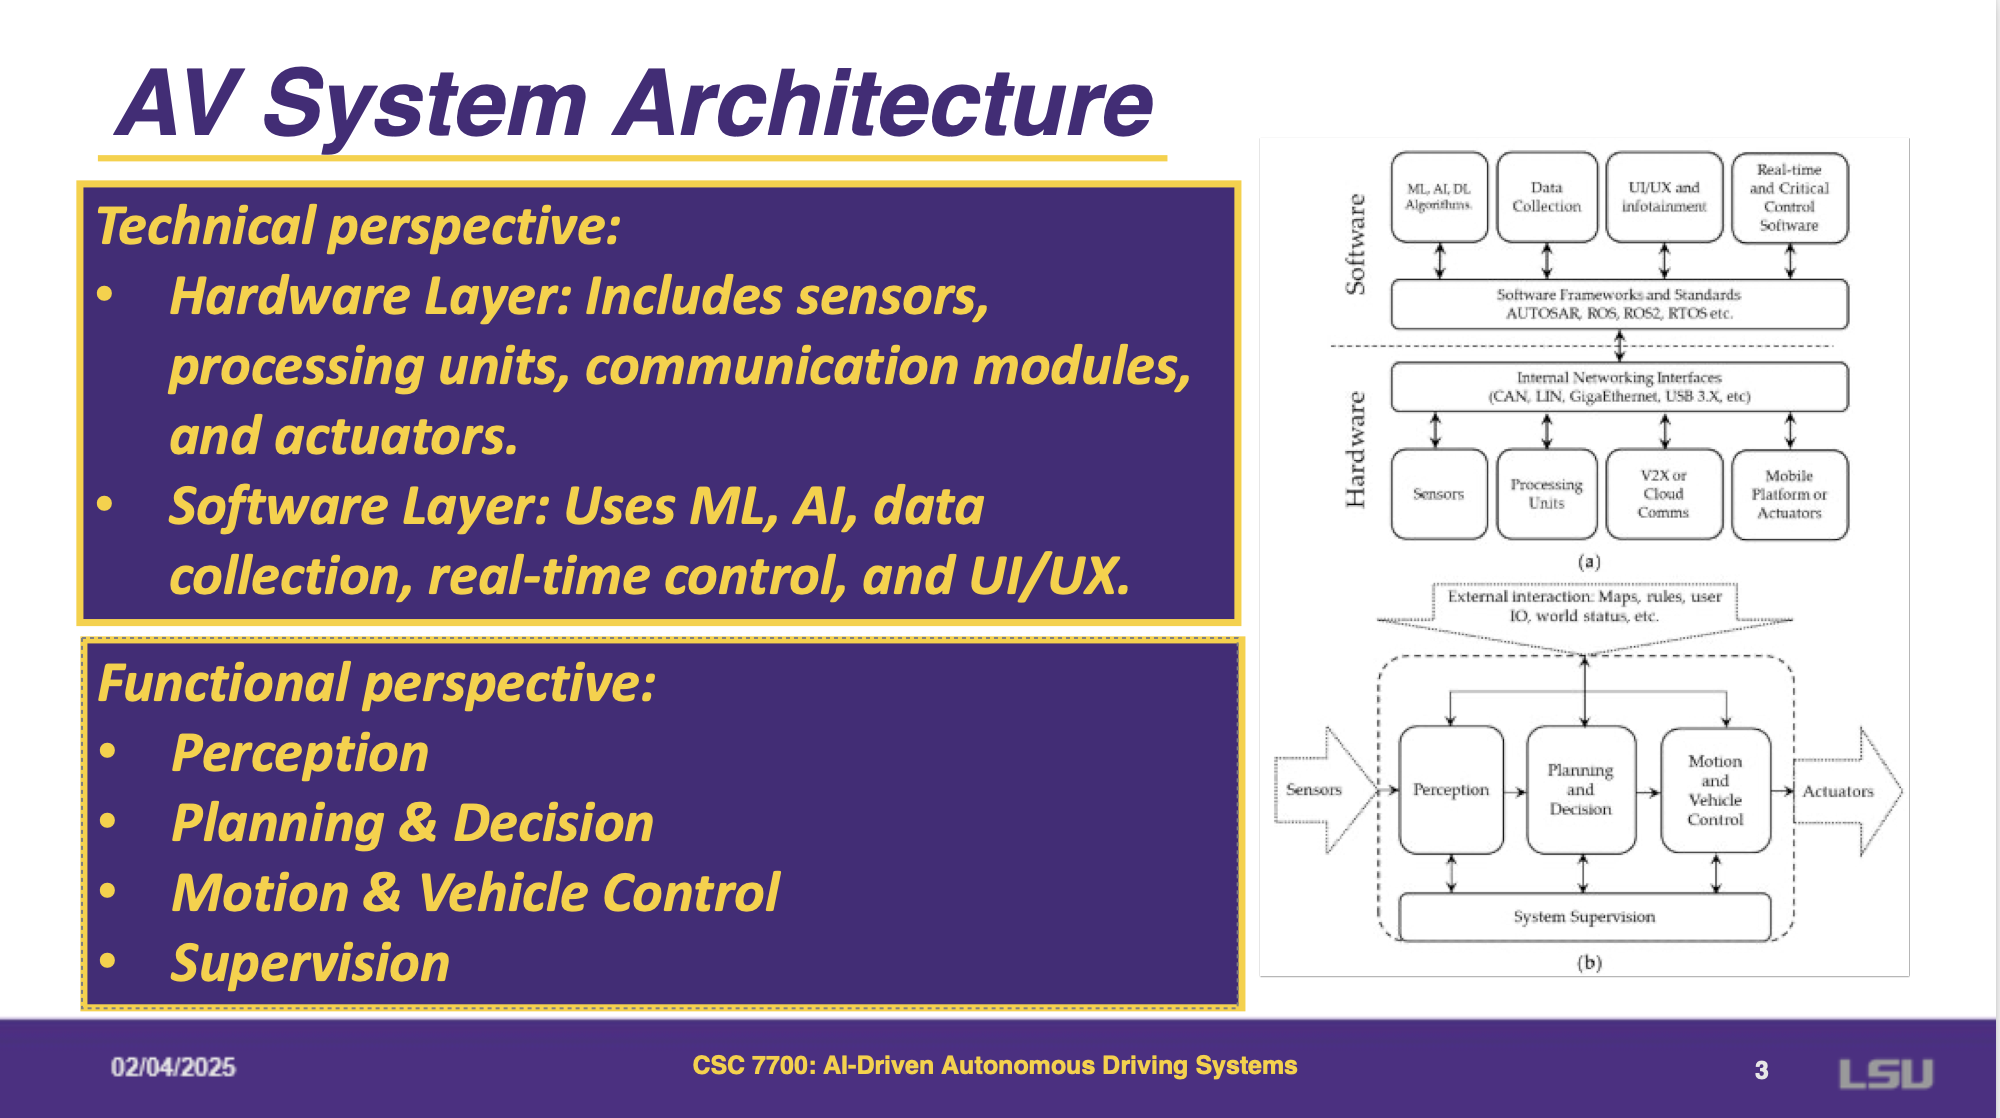 AV System Architecture
Technical perspective:
• Hardware Layer: Includes sensors,
processing units, communication modules,
and actuators.
• Software Layer: Uses ML, AI, data
collection, real-time control, and UI/UX.
Functional perspective:
• Perception
• Planning & Decision
• Motion & Vehicle Control
• Supervision
Software
ML, AI, DL
Algorithms.
Data
Collection
UI/UX and
infotainment
Real-time
and Critical
Control
Software
Software Frameworks and Standards
AUTOSAR, ROS, ROS2, RTOS etc.
Hardware
Internal Networking Interfaces
(CAN, LIN, GigaEthernet, USB 3.X, etc)
Sensors
Processing
Units
V2X or
Cloud
Comms
Mobile
Platform or
Actuators
(a)
External interaction: Maps, rules, user
IO, world status, etc.
Sensors
Perception
Planning
and
Decision
Motion
and
Vehicle
Control
Actuators
System Supervision
(b)
02/04/2025
CSC 7700: AI-Driven Autonomous Driving Systems
3
LSU